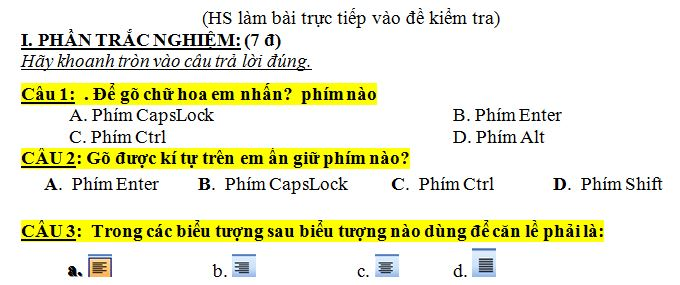 (HS làm bài trực tiếp vào đề kiểm tra)
I. PHẦN TRẮC NGHIỆM: (7 đ)
Hãy khoanh tròn vào câu trả lời đúng.
Câu 1: . Để gõ chữ hoa em nhấn? phím nào
A. Phím CapsLock B. Phím Enter
C. Phím Ctrl D. Phím Alt
CÂU 2: Gõ được kí tự trên em ấn giữ phím nào?
A. Phím Enter B. Phím CapsLock C. Phím Ctrl D. Phím Shift
CÂU 3: Trong các biểu tượng sau biểu tượng nào dùng để căn lề phải là:
a. b. c. d.